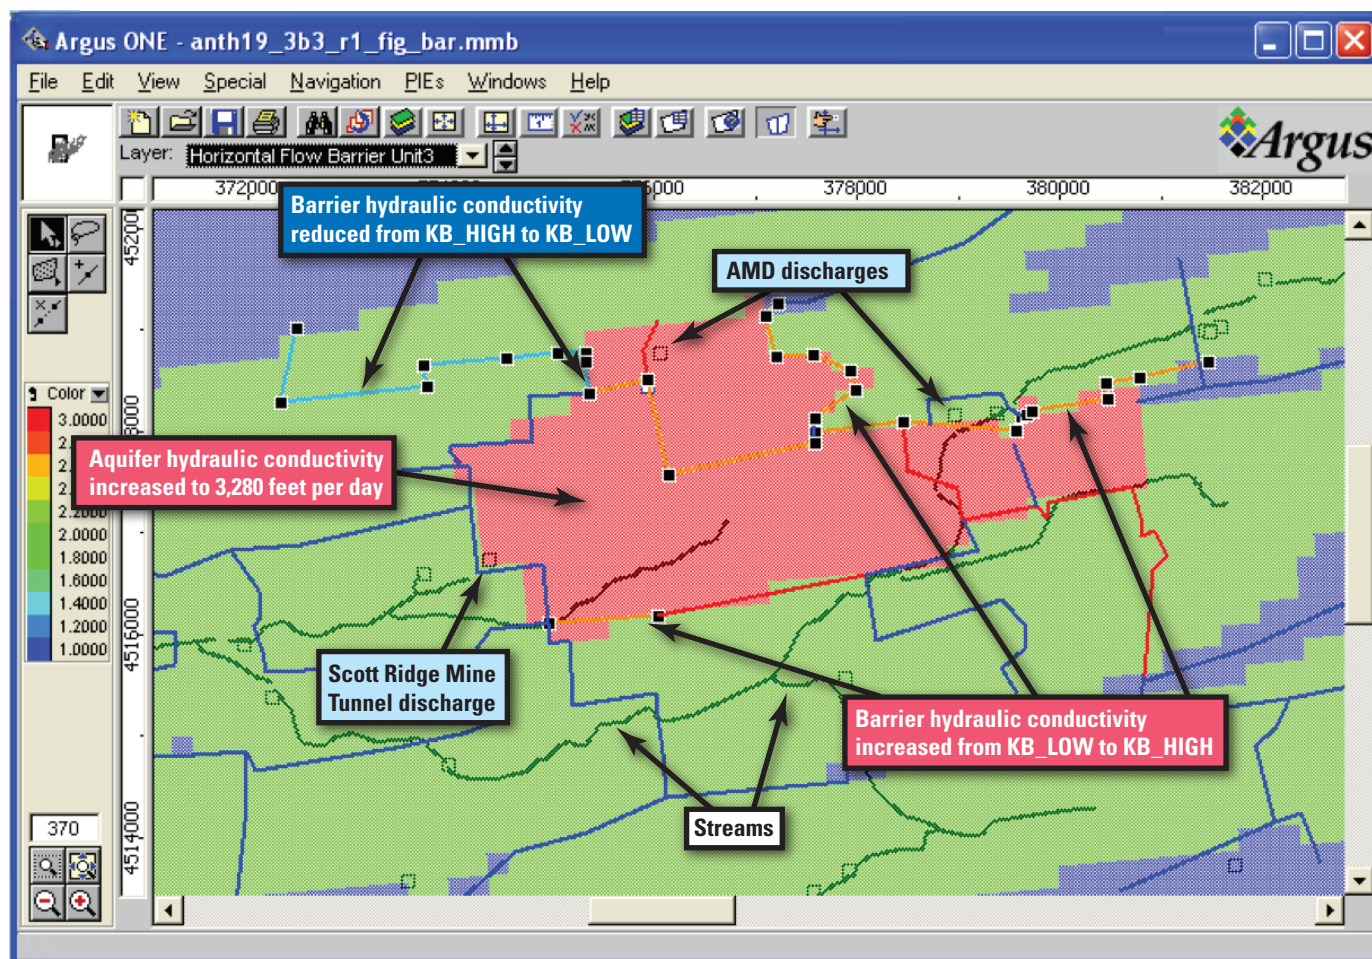 Argus ONE - anth19_3b3_r1_fig_bar.mmb
File Edit View Special Navigation PIEs Windows Help
Argus
Layer: Horizontal Flow Barrier Unit3
372000
378000 380000 382000
Barrier hydraulic conductivity
reduced from KB_HIGH to KB_LOW
AMD discharges
Color
3.0000
2.0000
1.8000
1.6000
1.4000
1.2000
1.0000
Aquifer hydraulic conductivity
increased to 3,280 feet per day
4516000
4514000
Scott Ridge Mine
Tunnel discharge
Barrier hydraulic conductivity
increased from KB_LOW to KB_HIGH
Streams
370